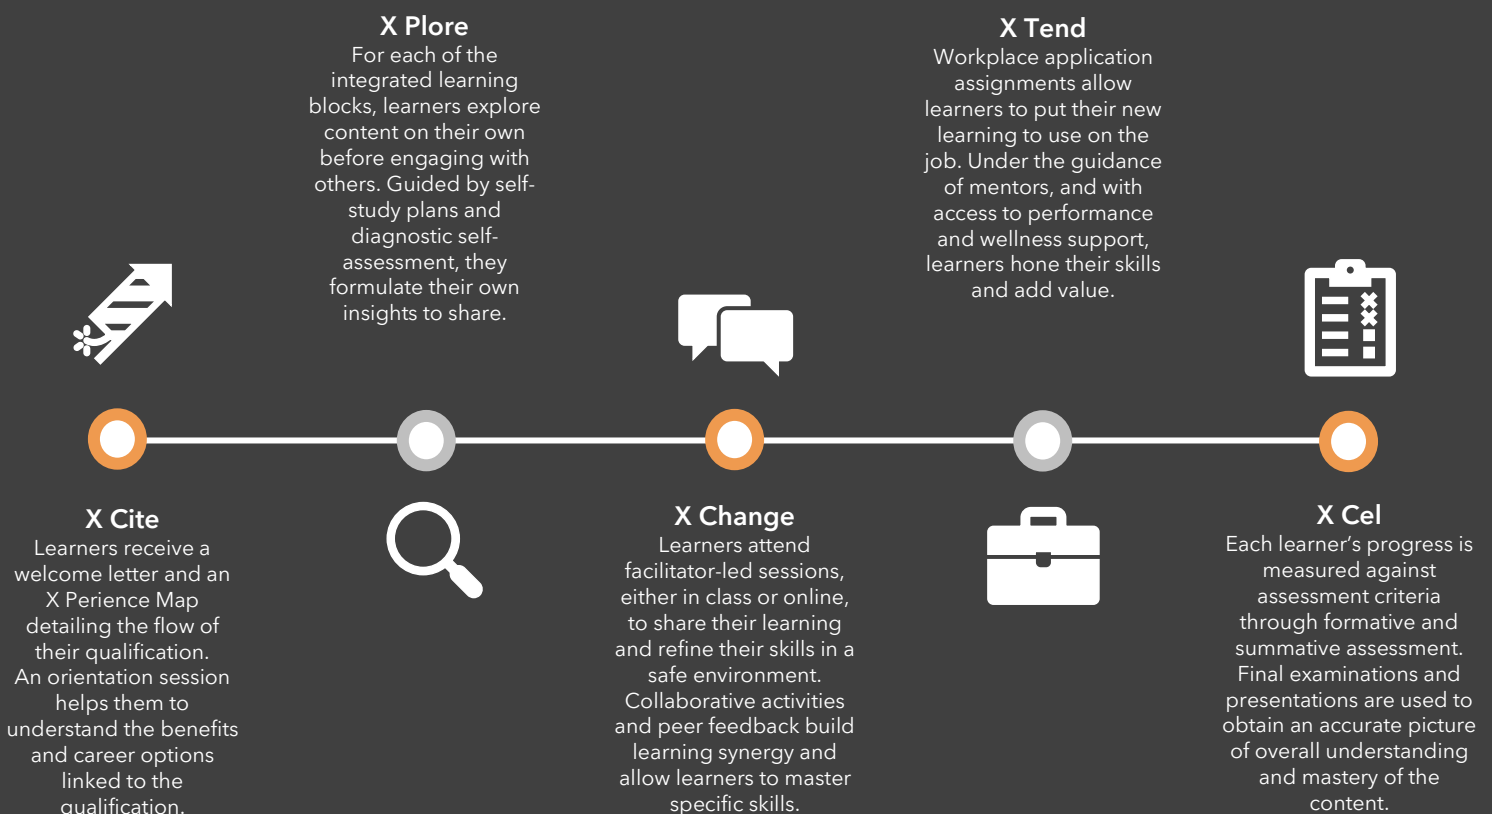 X Cite
Learners receive a
welcome letter and an
X Perience Map
detailing the flow of
their qualification.
An orientation session
helps them to
understand the benefits
and career options
linked to the
qualification.
X Plore
For each of the
integrated learning
blocks, learners explore
content on their own
before engaging with
others. Guided by self-
study plans and
diagnostic self-
assessment, they
formulate their own
insights to share.
X Change
Learners attend
facilitator-led sessions,
either in class or online,
to share their learning
and refine their skills in a
safe environment.
Collaborative activities
and peer feedback build
learning synergy and
allow learners to master
specific skills.
X Tend
Workplace application
assignments allow
learners to put their new
learning to use on the
job. Under the guidance
of mentors, and with
access to performance
and wellness support,
learners hone their skills
and add value.
X Cel
Each learner’s progress is
measured against
assessment criteria
through formative and
summative assessment.
Final examinations and
presentations are used to
obtain an accurate picture
of overall understanding
and mastery of the
content.